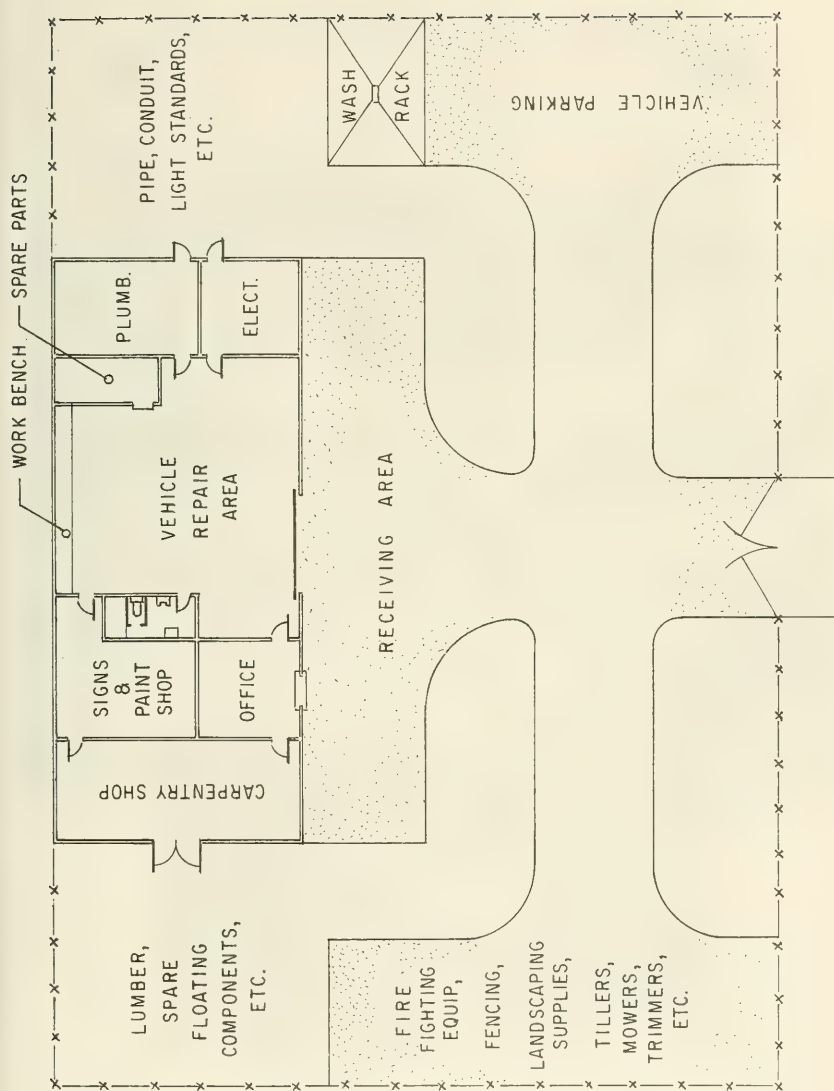 WORK BENCH
SPARE PARTS
PIPE, CONDUIT,
LIGHT STANDARDS,
ETC.
WASH
RACK
VEHICLE PARKING
PLUMB.
ELECT.
VEHICLE
REPAIR
AREA
SIGNS
&
PAINT
SHOP
OFFICE
CARPENTRY SHOP
RECEIVING AREA
LUMBER,
SPARE
FLOATING
COMPONENTS,
ETC.
FIRE
FIGHTING
EQUIP,
FENCING,
LANDSCAPING
SUPPLIES,
TILLERS,
MOWERS,
TRIMMERS,
ETC.